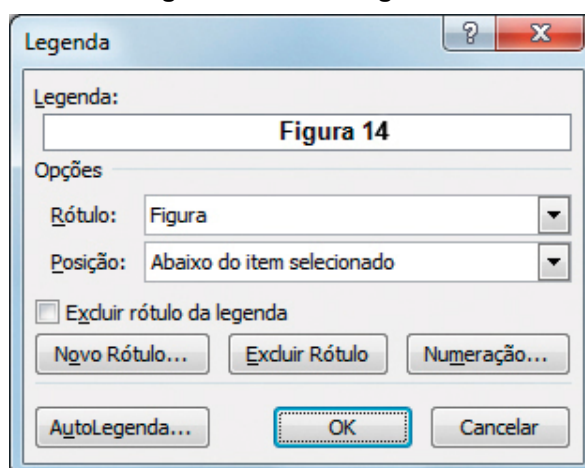 Legenda
Legenda:
Figura 14
Opções
Rótulo: Figura
Posição: Abaixo do item selecionado
Excluir rótulo da legenda
Novo Rótulo... Excluir Rótulo Numeração...
AutoLegenda... OK Cancelar